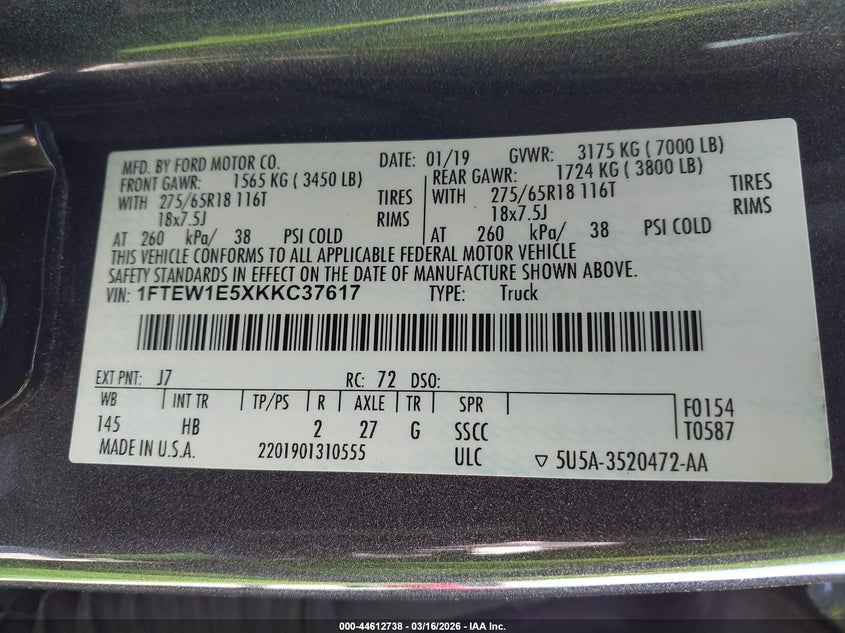 MFD. BY FORD MOTOR CO. DATE: 01/19 GVWR: 3175 KG ( 7000 LB)
FRONT GAWR: 1565 KG ( 3450 LB) REAR GAWR: 1724 KG ( 3800 LB)
WITH 275/65R18 116T TIRES WITH 275/65R18 116T TIRES
18x7.5J RIMS 18x7.5J RIMS
AT 260 kPa/ 38 PSI COLD AT 260 kPa/ 38 PSI COLD
THIS VEHICLE CONFORMS TO ALL APPLICABLE FEDERAL MOTOR VEHICLE
SAFETY STANDARDS IN EFFECT ON THE DATE OF MANUFACTURE SHOWN ABOVE.
VIN: 1FTEW1E5XKKC37617 TYPE: Truck
EXT PNT: J7 RC: 72 DSO:
WB INT TR TP/PS R AXLE TR SPR F0154
145 HB 2 27 G SSCC T0587
MADE IN U.S.A. 2201901310555 ULC ▽ 5U5A-3520472-AA
000-44612738 - 03/16/2026 - IAA Inc.